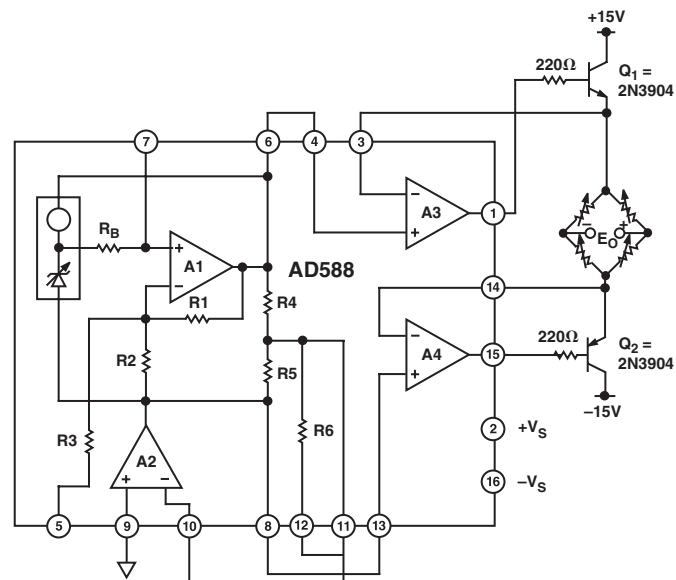 +15V
220Ω
Q1 =
2N3904
7
6
4
3
RB
+
A1
−
−
A3
+
1
AD588
− EO +
R1
R4
14
R2
R5
−
A4
+
15
220Ω
Q2 =
2N3904
−15V
R3
R6
2
+VS
A2
+ −
16
−VS
5
9
10
8
12
11
13